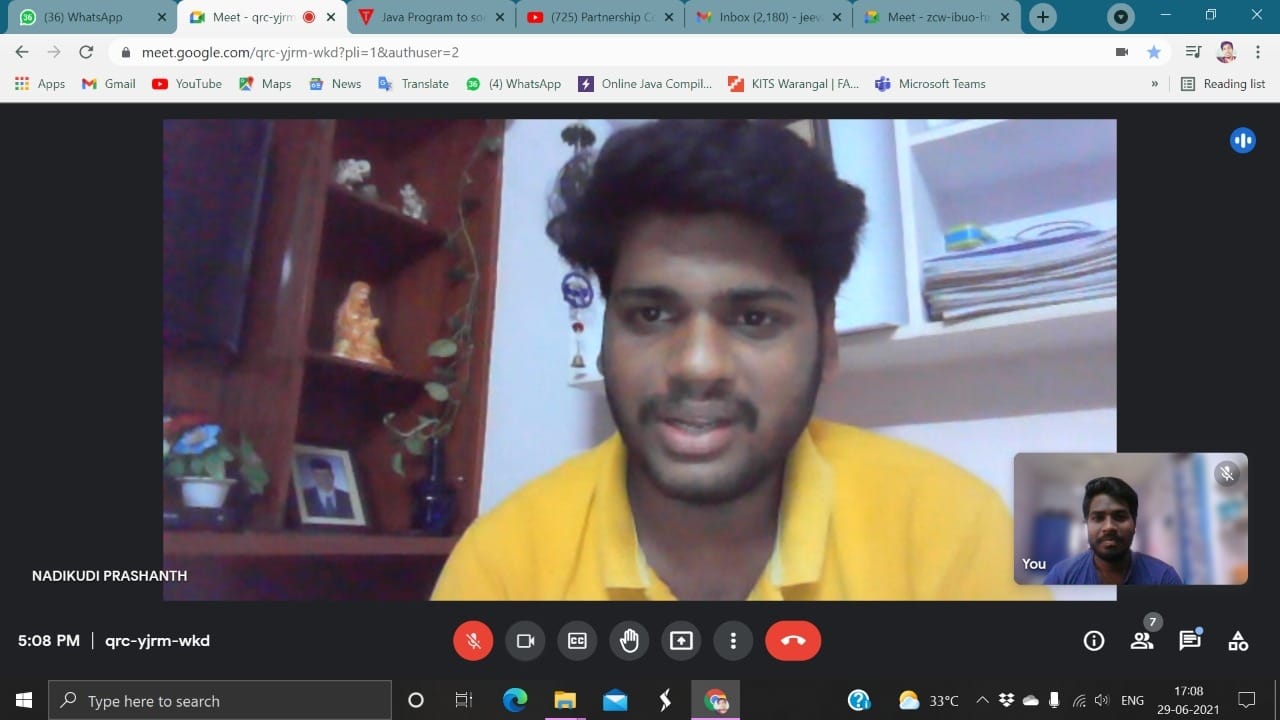 (36) WhatsApp
Meet - qrc-yjrm
Java Program to so
(725) Partnership C
Inbox (2,180) - jeev
Meet - zcw-ibuo-h
meet.google.com/qrc-yjrm-wkd?pli=1&authuser=2
Apps
Gmail
YouTube
Maps
News
Translate
(4) WhatsApp
Online Java Compil...
KITS Warangal | FA...
Microsoft Teams
»
Reading list
You
NADIKUDI PRASHANTH
5:08 PM | qrc-yjrm-wkd
CC
7
Type here to search
33°C
ENG
17:08
29-06-2021